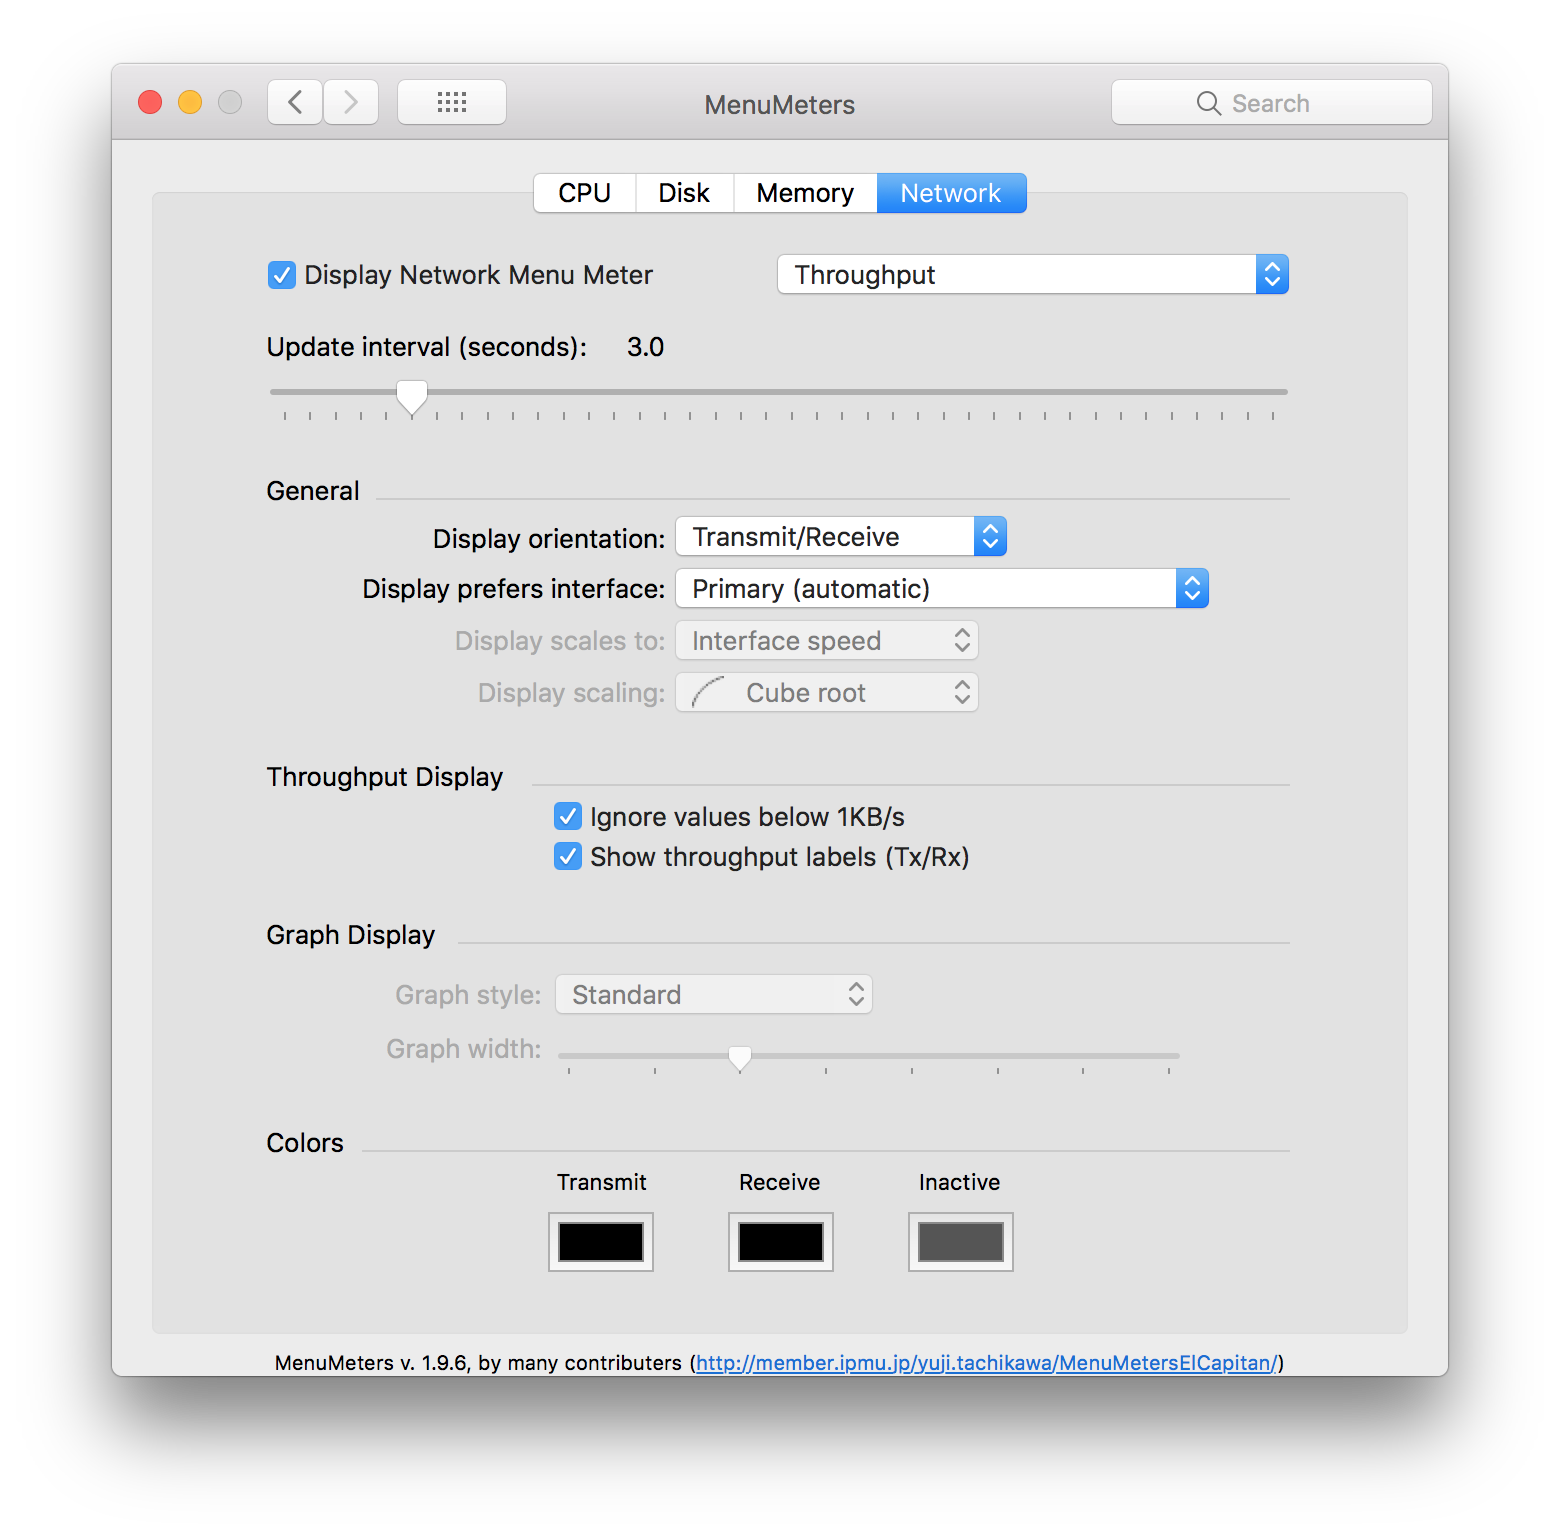 MenuMeters
Search
CPU
Disk
Memory
Network
Display Network Menu Meter
Throughput
Update interval (seconds): 3.0
General
Display orientation: Transmit/Receive
Display prefers interface: Primary (automatic)
Display scales to: Interface speed
Display scaling: Cube root
Throughput Display
Ignore values below 1KB/s
Show throughput labels (Tx/Rx)
Graph Display
Graph style: Standard
Graph width:
Colors
Transmit
Receive
Inactive
MenuMeters v. 1.9.6, by many contributers (http://member.ipmu.jp/yuji.tachikawa/MenuMetersElCapitan/)